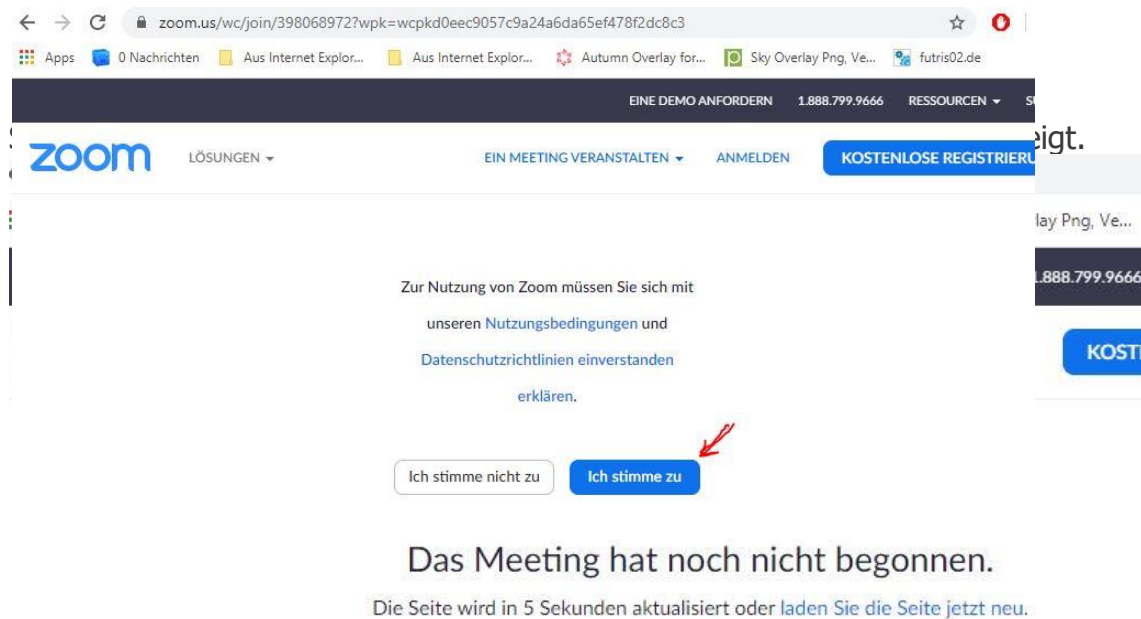 zoom.us/wc/join/398068972?wpk=wcpkd0eec9057c9a24a6da65ef478f2dc8c3
Apps 0 Nachrichten Aus Internet Explor... Aus Internet Explor... Autumn Overlay for... Sky Overlay Png, Ve... futris02.de
EINE DEMO ANFORDERN 1.888.799.9666 RESSOURCEN
eigt.
zoom LÖSUNGEN EIN MEETING VERANSTALTEN ANMELDEN KOSTENLOSE REGISTRIERU
lay Png, Ve...
1.888.799.9666
Zur Nutzung von Zoom müssen Sie sich mit
unseren Nutzungsbedingungen und
KOST
Datenschutzrichtlinien einverstanden
erklären.
Ich stimme nicht zu Ich stimme zu
Das Meeting hat noch nicht begonnen.
Die Seite wird in 5 Sekunden aktualisiert oder laden Sie die Seite jetzt neu.